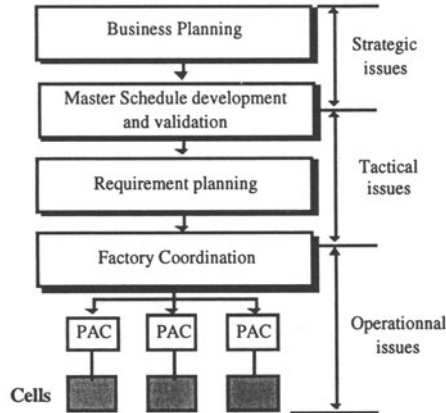 Business Planning
Strategic
issues
Master Schedule development
and validation
Requirement planning
Tactical
issues
Factory Coordination
PAC PAC PAC
Operationnal
issues
Cells